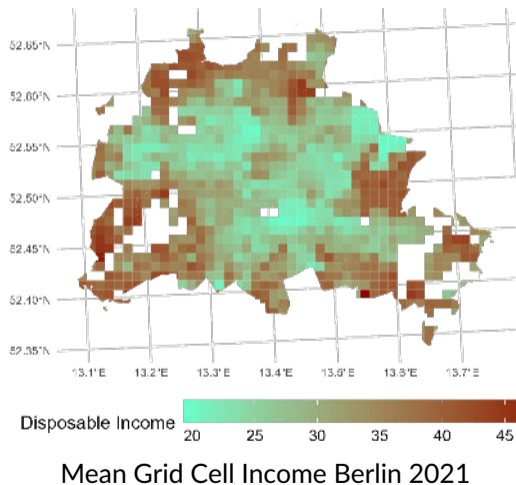 52.65°N
52.60°N
52.55°N
52.50°N
52.45°N
52.40°N
52.35°N
13.1°E 13.2°E 13.3°E 13.4°E 13.5°E 13.6°E 13.7°E
Disposable Income
20 25 30 35 40 45
Mean Grid Cell Income Berlin 2021